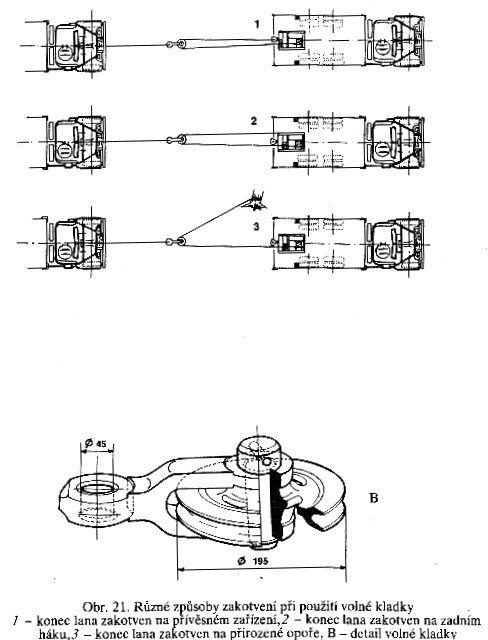 1
2
3
Ø 45
B
Ø 195
Obr. 21. Různé způsoby zakotvení při použití volné kladky
1 – konec lana zakotven na přívěsném zařízení,2 – konec lana zakotven na zadním
háku,3 – konec lana zakotven na přirozené opoře, B – detail volné kladky